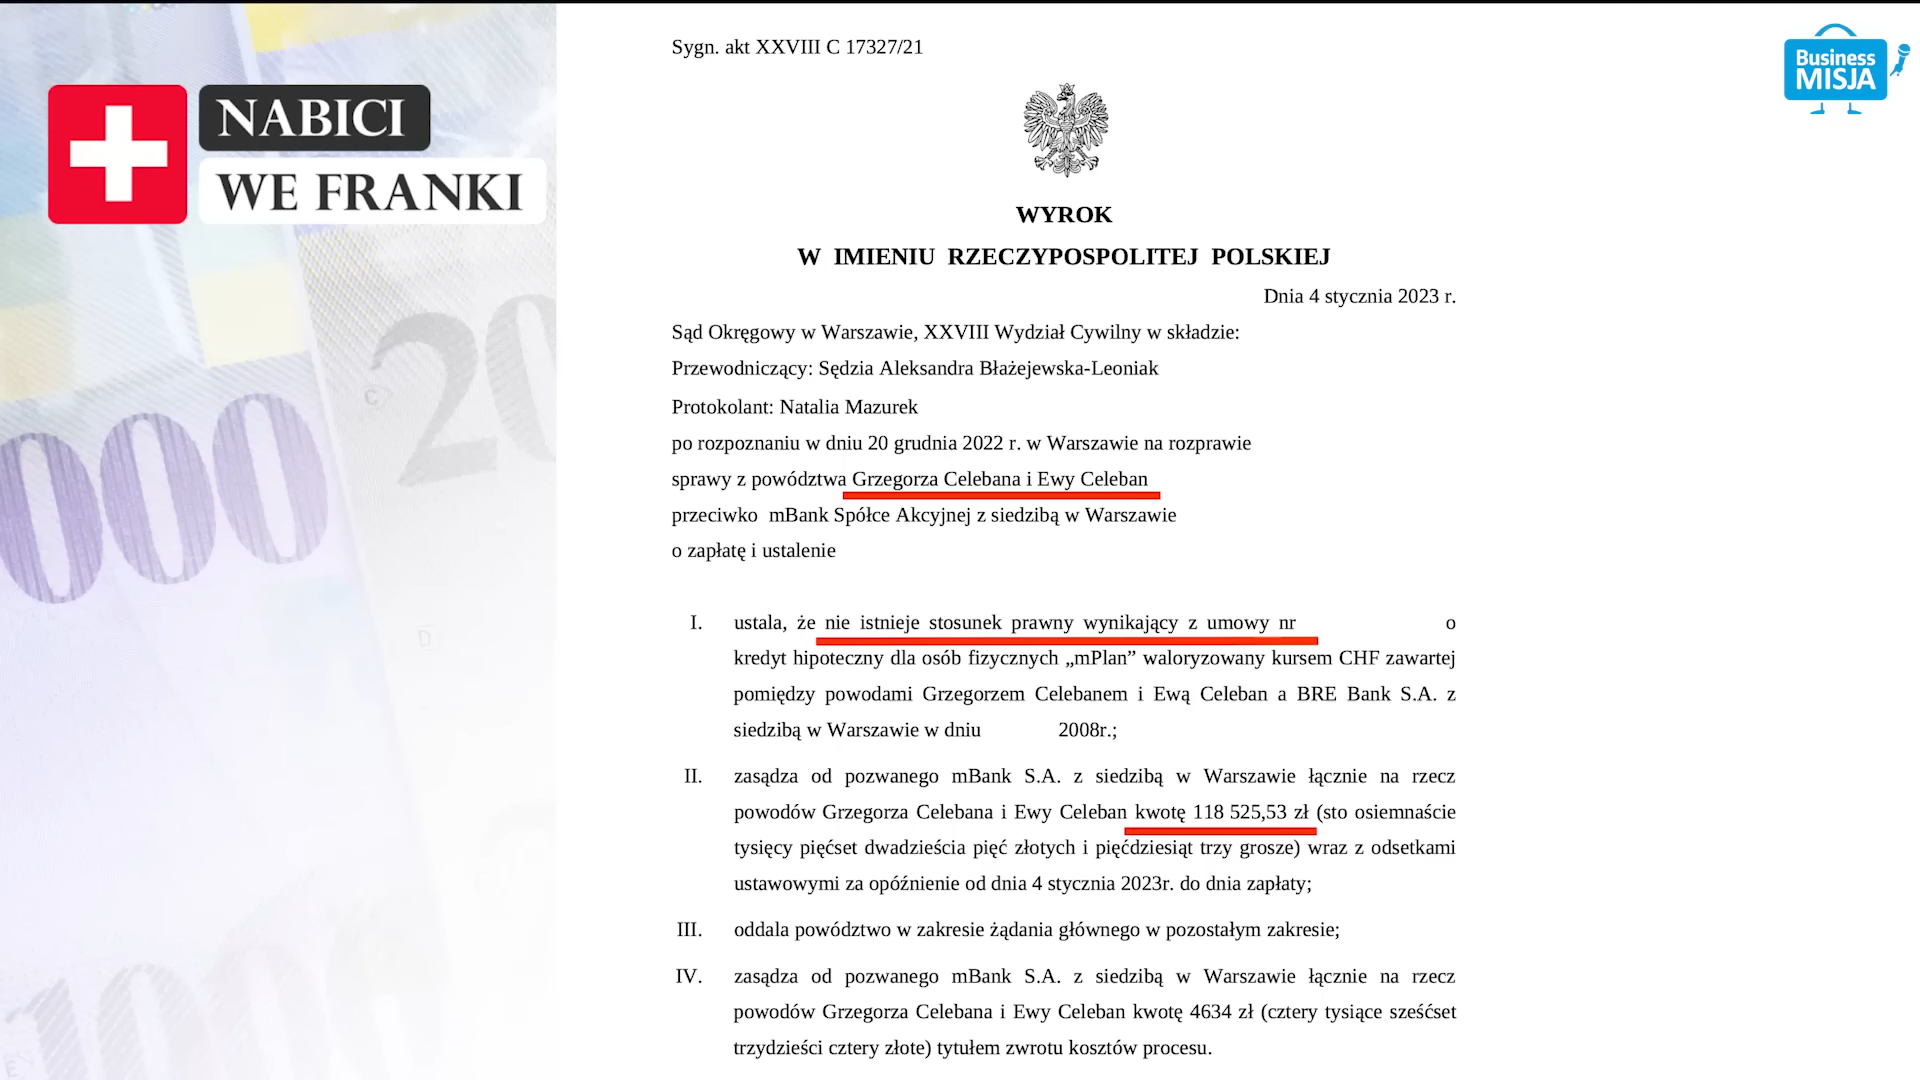 NABICI
WE FRANKI
Business
MISJA
Sygn. akt XXVIII C 17327/21
WYROK
W IMIENIU RZECZYPOSPOLITEJ POLSKIEJ
Dnia 4 stycznia 2023 r.
Sąd Okręgowy w Warszawie, XXVIII Wydział Cywilny w składzie:
Przewodniczący: Sędzia Aleksandra Błażejewska-Leoniak
Protokolant: Natalia Mazurek
po rozpoznaniu w dniu 20 grudnia 2022 r. w Warszawie na rozprawie
sprawy z powództwa Grzegorza Celebana i Ewy Celeban
przeciwko mBank Spółce Akcyjnej z siedzibą w Warszawie
o zapłatę i ustalenie
I. ustala, że nie istnieje stosunek prawny wynikający z umowy nr o
kredyt hipoteczny dla osób fizycznych „mPlan” waloryzowany kursem CHF zawartej
pomiędzy powodami Grzegorzem Celebanem i Ewą Celeban a BRE Bank S.A. z
siedzibą w Warszawie w dniu 2008r.;
II. zasądza od pozwanego mBank S.A. z siedzibą w Warszawie łącznie na rzecz
powodów Grzegorza Celebana i Ewy Celeban kwotę 118 525,53 zł (sto osiemnaście
tysięcy pięćset dwadzieścia pięć złotych i pięćdziesiąt trzy grosze) wraz z odsetkami
ustawowymi za opóźnienie od dnia 4 stycznia 2023r. do dnia zapłaty;
III. oddala powództwo w zakresie żądania głównego w pozostałym zakresie;
IV. zasądza od pozwanego mBank S.A. z siedzibą w Warszawie łącznie na rzecz
powodów Grzegorza Celebana i Ewy Celeban kwotę 4634 zł (cztery tysiące sześćset
trzydzieści cztery złote) tytułem zwrotu kosztów procesu.